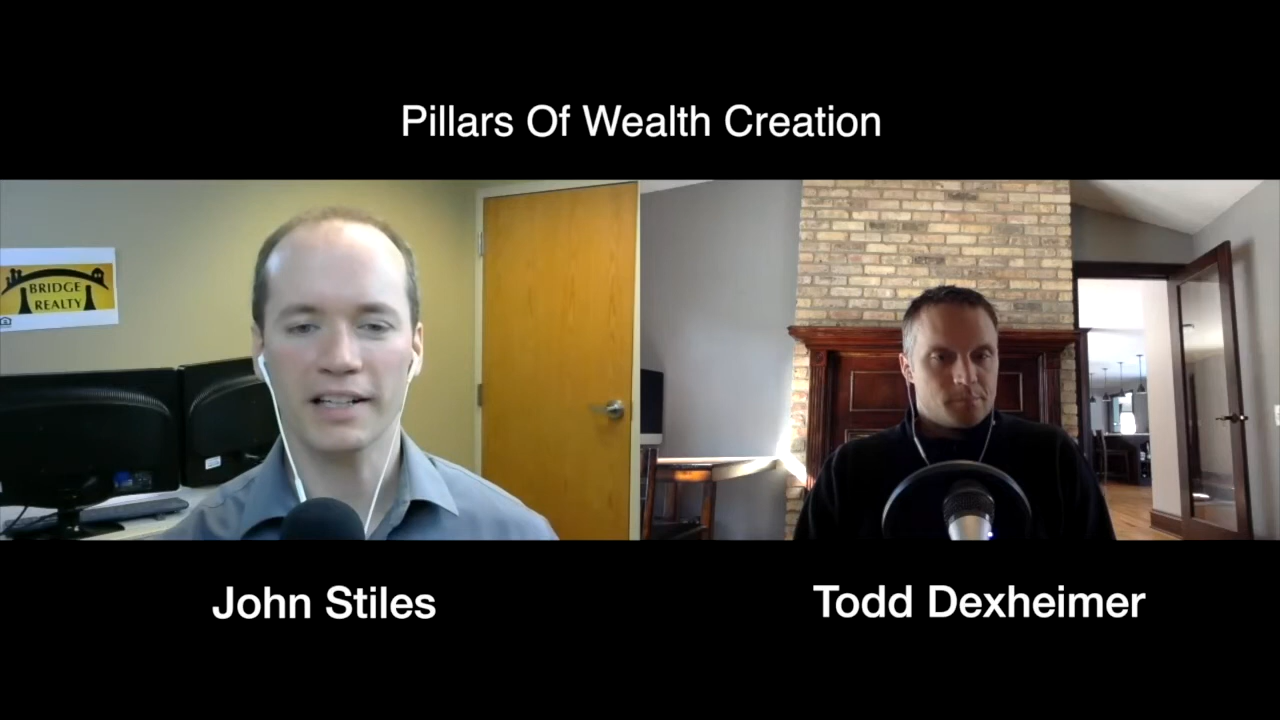 Pillars Of Wealth Creation
BRIDGE
REALTY
John Stiles
Todd Dexheimer